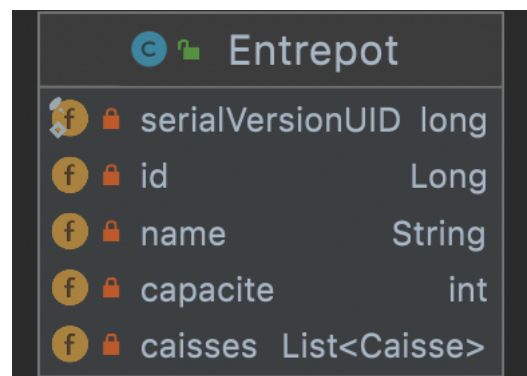 C Entrepot
f serialVersionUID long
f id Long
f name String
f capacite int
f caisses List<Caisse>